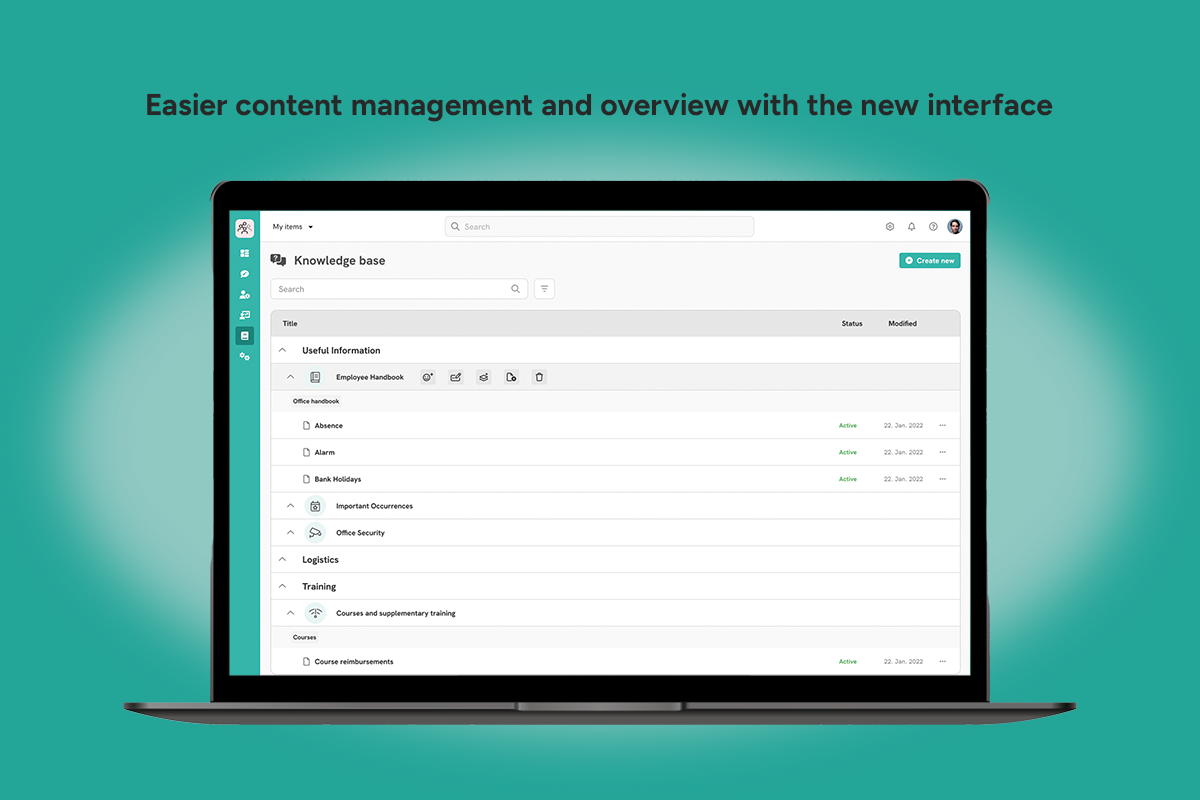 Easier content management and overview with the new interface
My items
Search
Knowledge base
Create new
Search
Title Status Modified
Useful Information
Employee Handbook
Office handbook
Absence Active 22. Jan. 2022
Alarm Active 22. Jan. 2022
Bank Holidays Active 22. Jan. 2022
Important Occurrences
Office Security
Logistics
Training
Courses and supplementary training
Courses
Course reimbursements Active 22. Jan. 2022